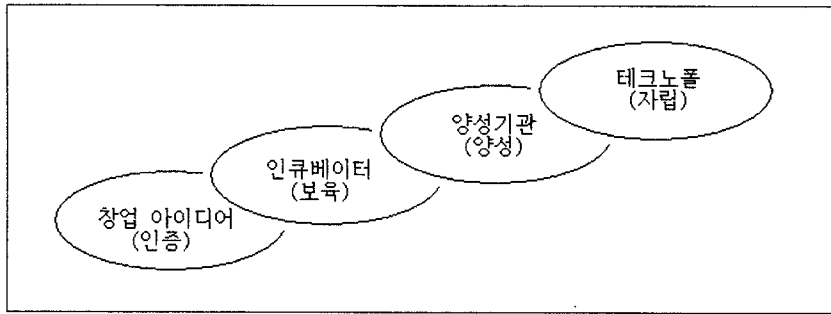 테크노폴
(자립)
양성기관
(양성)
인큐베이터
(보육)
창업 아이디어
(인증)